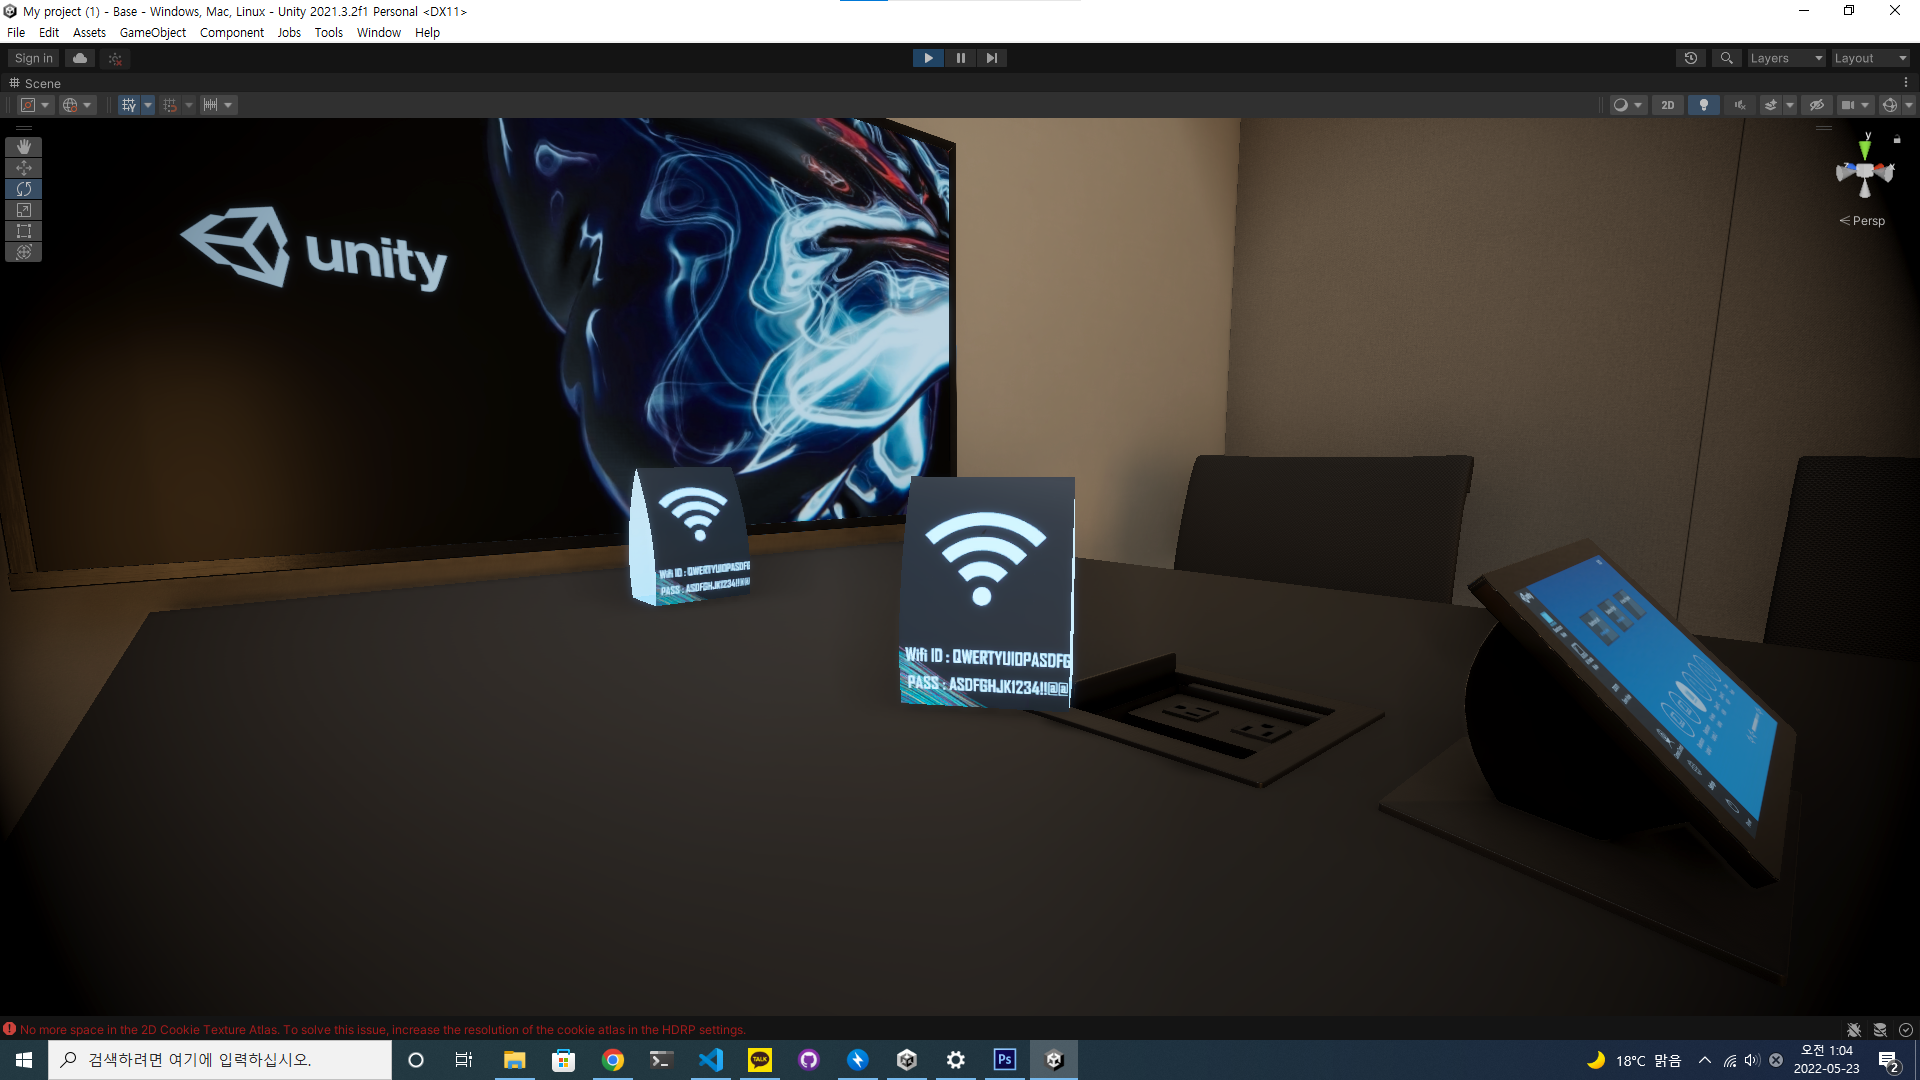 My project (1) - Base - Windows, Mac, Linux - Unity 2021.3.2f1 Personal <DX11>
File Edit Assets GameObject Component Jobs Tools Window Help
Sign in
Layers
Layout
Scene
2D
y
z
x
Persp
unity
Wifi ID : QWERTYUIOPASDFG
PASS : ASDFGHJK1234!!@@
Wifi ID : QWERTYUIOPASDFG
PASS : ASDFGHJK1234!!@@
No more space in the 2D Cookie Texture Atlas. To solve this issue, increase the resolution of the cookie atlas in the HDRP settings.
검색하려면 여기에 입력하십시오.
TALK
Ps
18°C 맑음
오전 1:04
2022-05-23
2